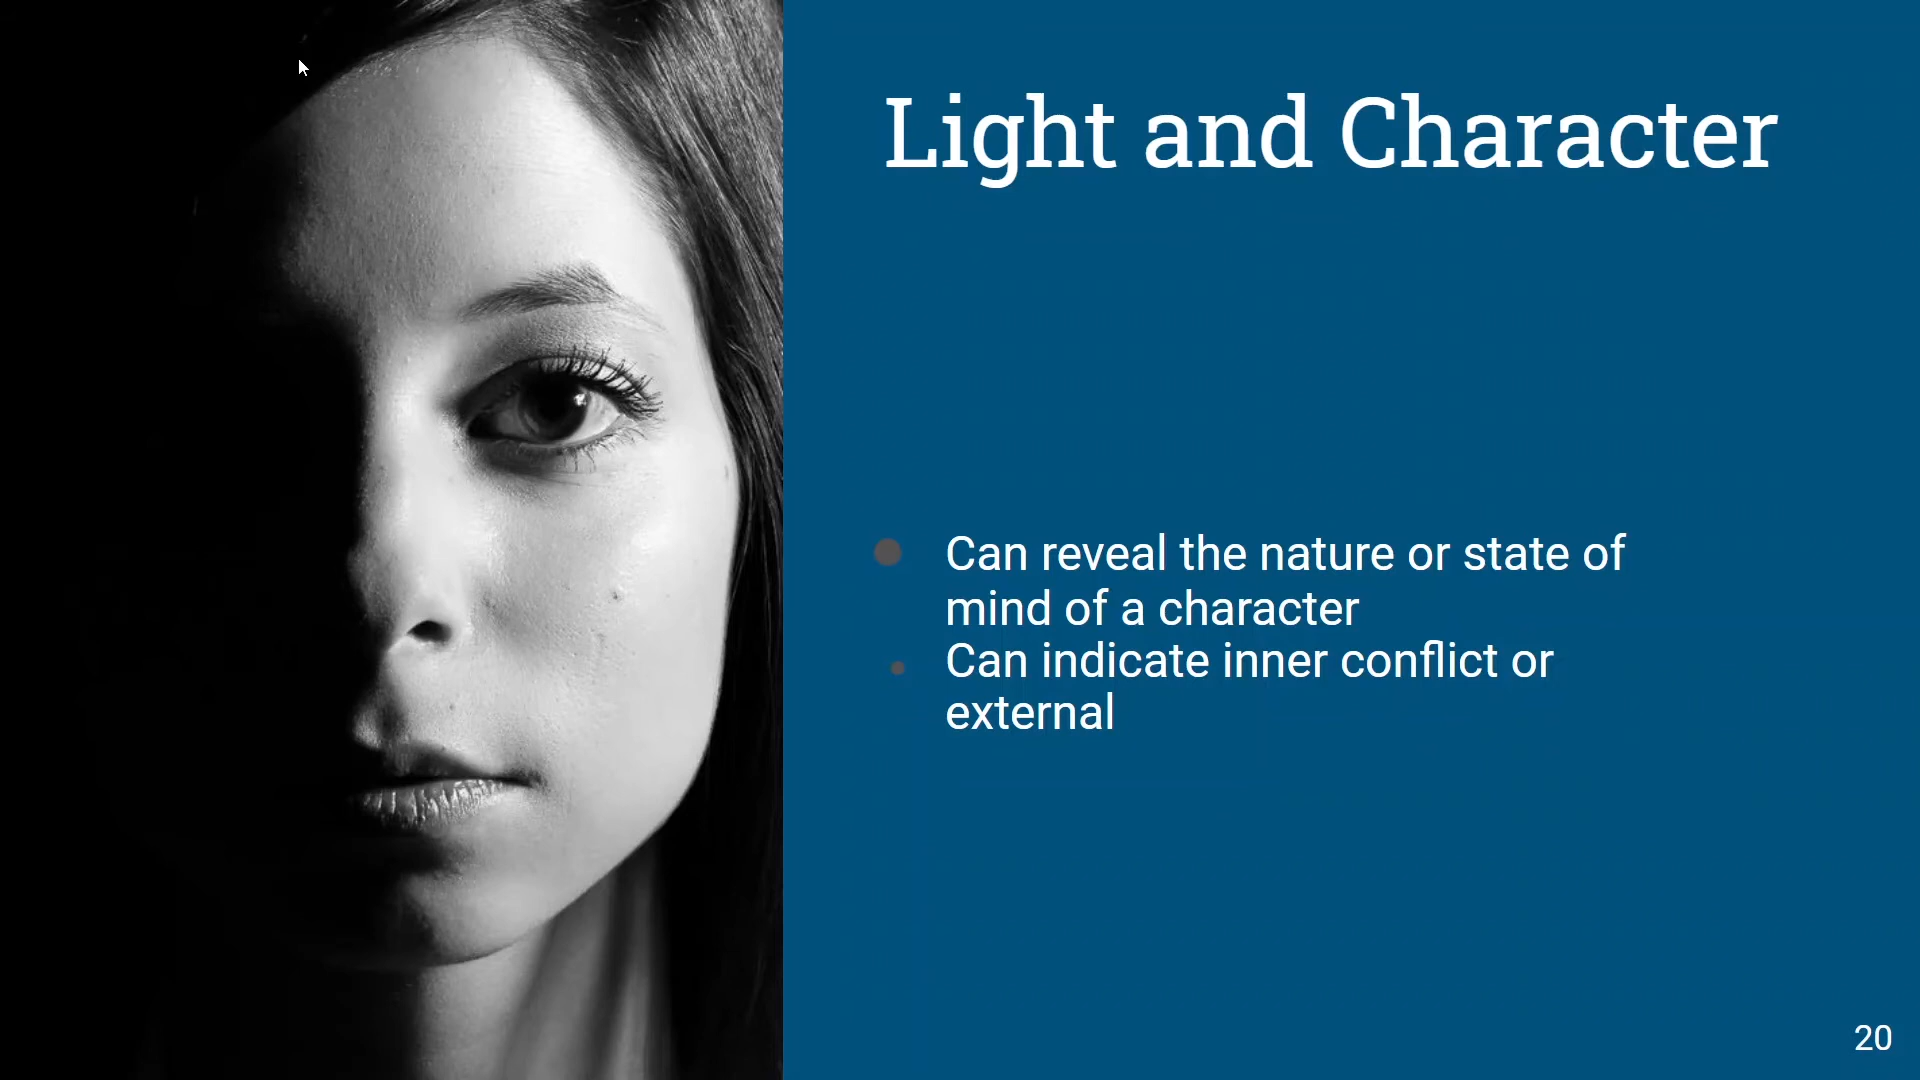 Light and Character
Can reveal the nature or state of
mind of a character
Can indicate inner conflict or
external
20